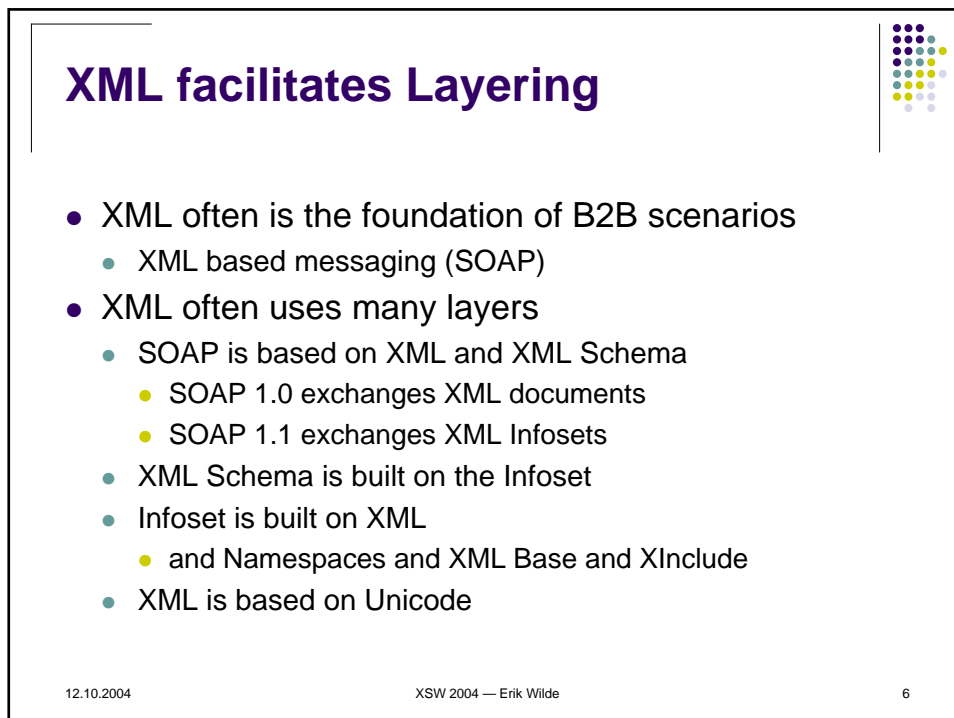 XML facilitates Layering
XML often is the foundation of B2B scenarios
XML based messaging (SOAP)
XML often uses many layers
SOAP is based on XML and XML Schema
SOAP 1.0 exchanges XML documents
SOAP 1.1 exchanges XML Infosets
XML Schema is built on the Infoset
Infoset is built on XML
and Namespaces and XML Base and XInclude
XML is based on Unicode
12.10.2004 XSW 2004 — Erik Wilde 6